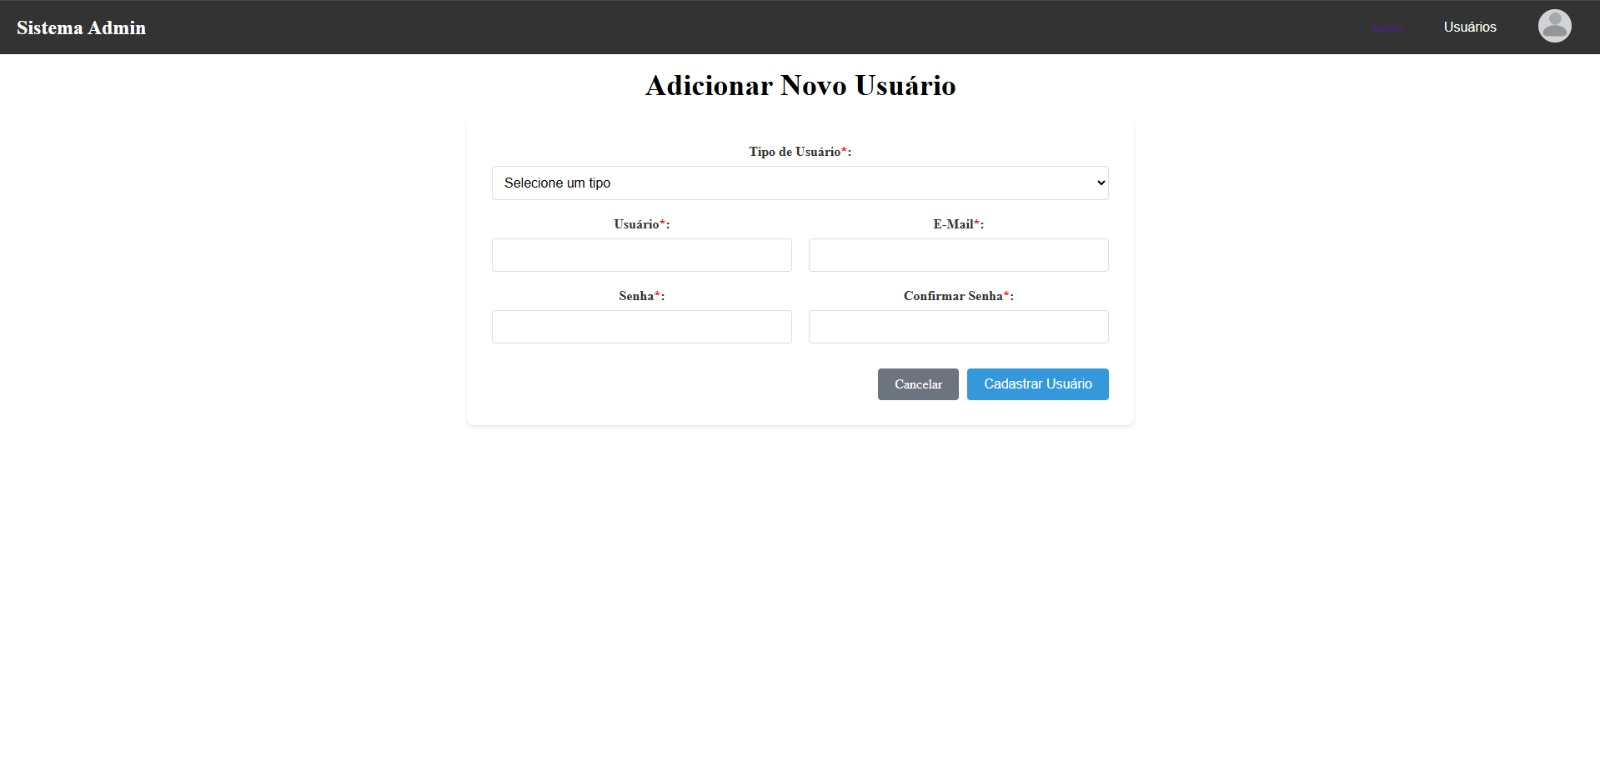 Sistema Admin
Usuários
Adicionar Novo Usuário
Tipo de Usuário*:
Selecione um tipo
Usuário*: E-Mail*:
Senha*: Confirmar Senha*:
Cancelar Cadastrar Usuário